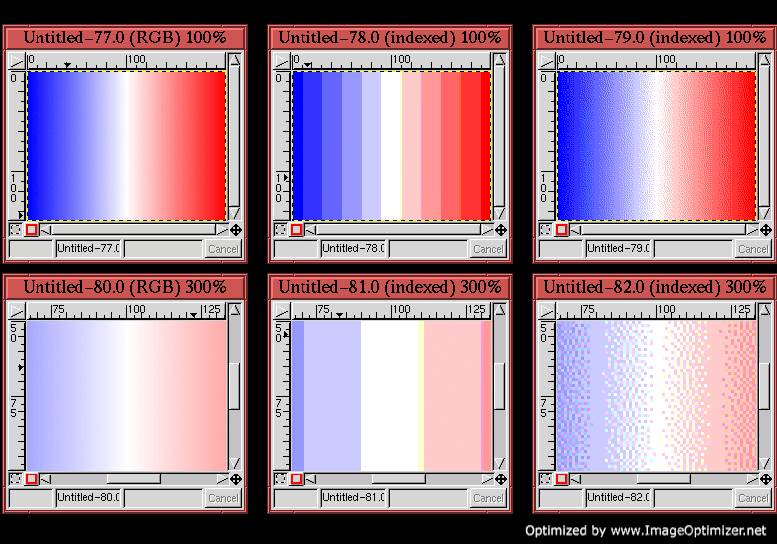 Untitled-77.0 (RGB) 100%
0 100
0
100
Untitled-77.0
Cancel
Untitled-78.0 (indexed) 100%
0 100
0
100
Untitled-78.0
Cancel
Untitled-79.0 (indexed) 100%
0 100
0
100
Untitled-79.0
Cancel
Untitled-80.0 (RGB) 300%
75 100 125
50
75
Untitled-80.0
Cancel
Untitled-81.0 (indexed) 300%
75 100 125
50
75
Untitled-81.0
Cancel
Untitled-82.0 (indexed) 300%
75 100 125
50
75
Untitled-82.0
Cancel
Optimized by www.ImageOptimizer.net